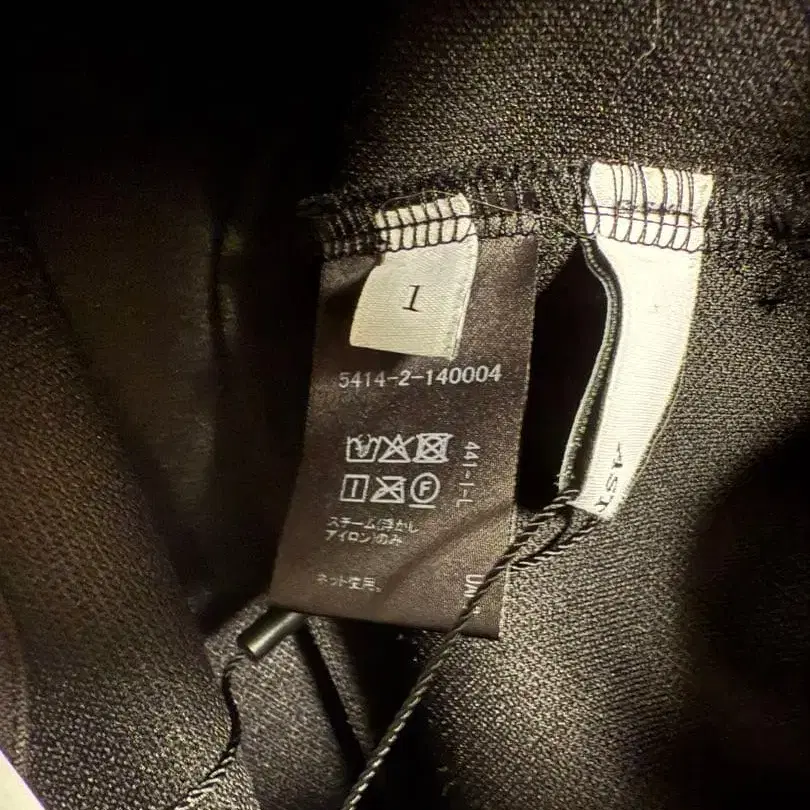 1
5414-2-140004
441-1-L
F
スチーム(浮かし
アイロン)のみ
ネット使用。
UN